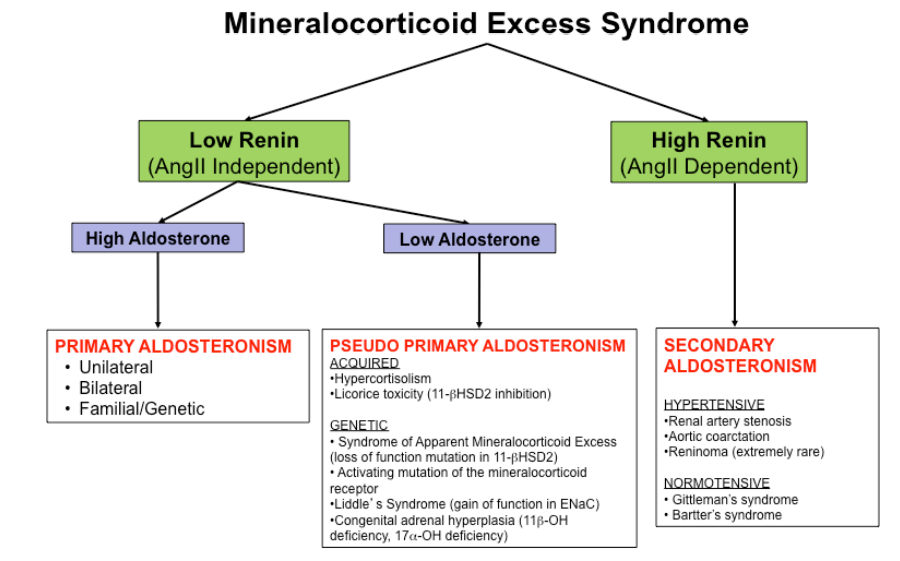 Mineralocorticoid Excess Syndrome
Low Renin
(AngII Independent)
High Renin
(AngII Dependent)
High Aldosterone
Low Aldosterone
PRIMARY ALDOSTERONISM
• Unilateral
• Bilateral
• Familial/Genetic
PSEUDO PRIMARY ALDOSTERONISM
ACQUIRED
•Hypercortisolism
•Licorice toxicity (11-βHSD2 inhibition)
GENETIC
• Syndrome of Apparent Mineralocorticoid Excess
(loss of function mutation in 11-βHSD2)
• Activating mutation of the mineralocorticoid
receptor
•Liddle’s Syndrome (gain of function in ENaC)
•Congenital adrenal hyperplasia (11β-OH
deficiency, 17α-OH deficiency)
SECONDARY
ALDOSTERONISM
HYPERTENSIVE
•Renal artery stenosis
•Aortic coarctation
•Reninoma (extremely rare)
NORMOTENSIVE
• Gittleman’s syndrome
• Bartter’s syndrome